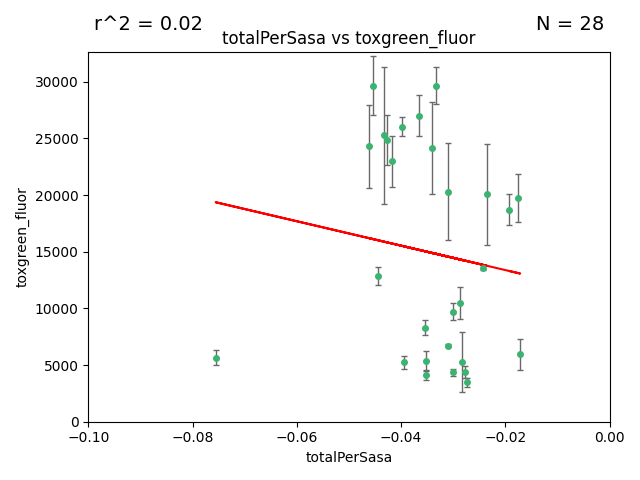 r^2 = 0.02
N = 28
totalPerSasa vs toxgreen_fluor
30000
25000
20000
15000
10000
5000
0
toxgreen_fluor
−0.10
−0.08
−0.06
−0.04
−0.02
0.00
totalPerSasa